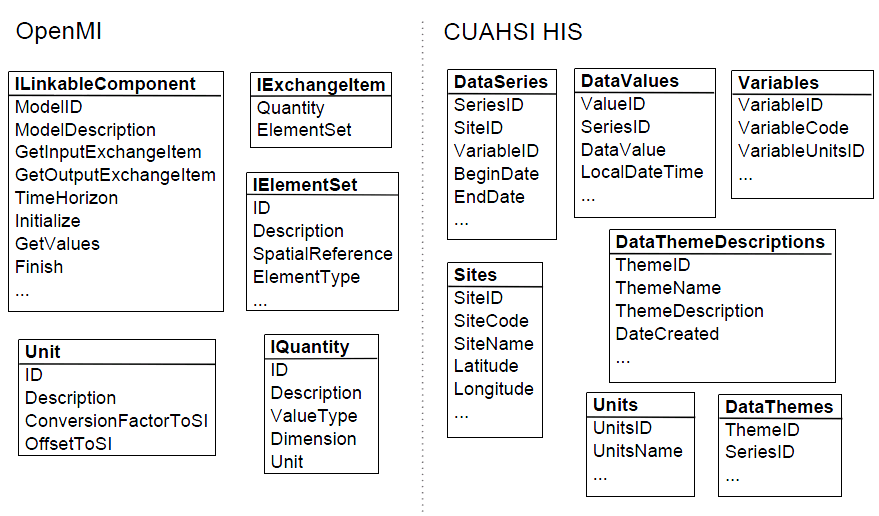 OpenMI
ILinkableComponent
ModelID
ModelDescription
GetInputExchangeItem
GetOutputExchangeItem
TimeHorizon
Initialize
GetValues
Finish
...
IExchangeItem
Quantity
ElementSet
IElementSet
ID
Description
SpatialReference
ElementType
...
Unit
ID
Description
ConversionFactorToSI
OffsetToSI
IQuantity
ID
Description
ValueType
Dimension
Unit
CUAHSI HIS
DataSeries
SeriesID
SiteID
VariableID
BeginDate
EndDate
...
DataValues
ValueID
SeriesID
DataValue
LocalDateTime
...
Variables
VariableID
VariableCode
VariableUnitsID
...
DataThemeDescriptions
ThemeID
ThemeName
ThemeDescription
DateCreated
...
Sites
SiteID
SiteCode
SiteName
Latitude
Longitude
...
Units
UnitsID
UnitsName
...
DataThemes
ThemeID
SeriesID
...